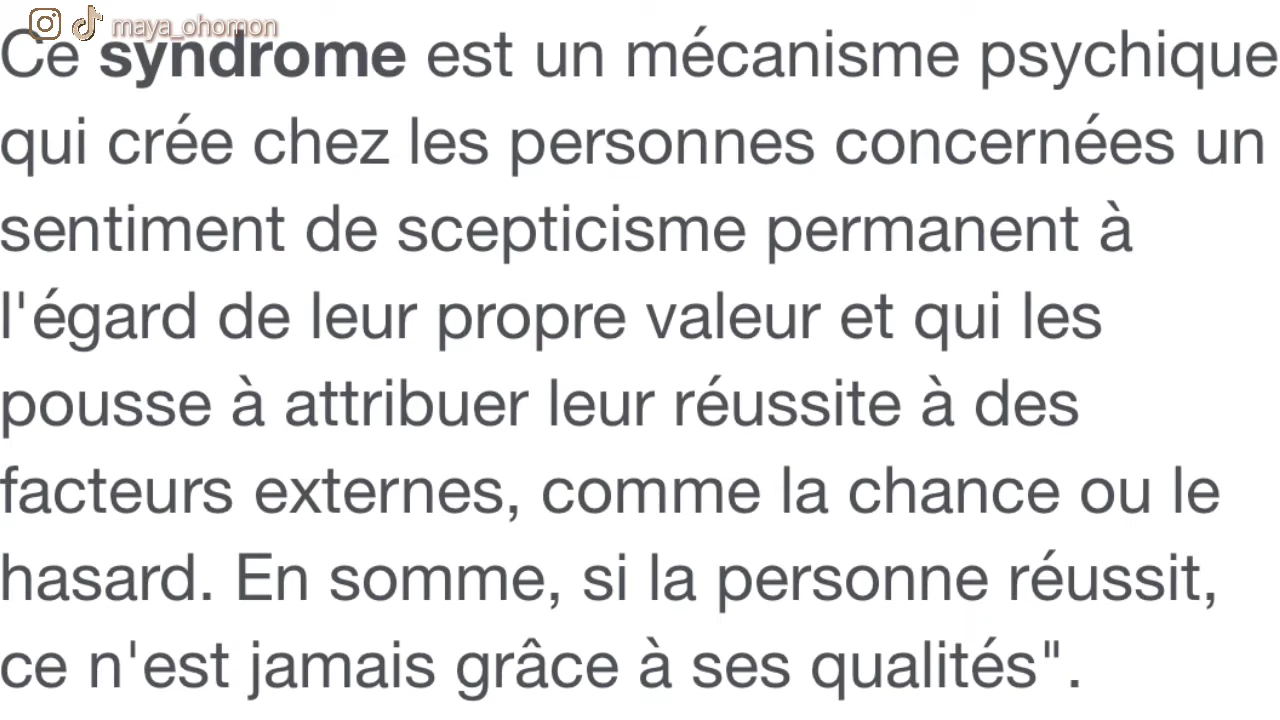 maya_ohomon
Ce syndrome est un mécanisme psychique
qui crée chez les personnes concernées un
sentiment de scepticisme permanent à
l'égard de leur propre valeur et qui les
pousse à attribuer leur réussite à des
facteurs externes, comme la chance ou le
hasard. En somme, si la personne réussit,
ce n'est jamais grâce à ses qualités".